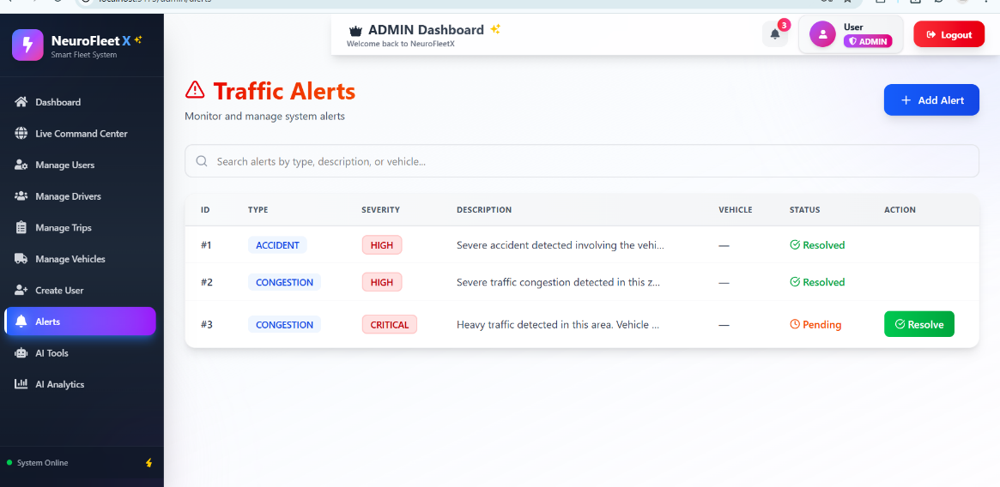 NeuroFleet X
Smart Fleet System
Dashboard
Live Command Center
Manage Users
Manage Drivers
Manage Trips
Manage Vehicles
Create User
Alerts
AI Tools
AI Analytics
System Online
ADMIN Dashboard
Welcome back to NeuroFleetX
3
User
ADMIN
Logout
Traffic Alerts
Monitor and manage system alerts
Add Alert
Search alerts by type, description, or vehicle...
ID TYPE SEVERITY DESCRIPTION VEHICLE STATUS ACTION
#1 ACCIDENT HIGH Severe accident detected involving the vehi... — Resolved
#2 CONGESTION HIGH Severe traffic congestion detected in this z... — Resolved
#3 CONGESTION CRITICAL Heavy traffic detected in this area. Vehicle ... — Pending Resolve